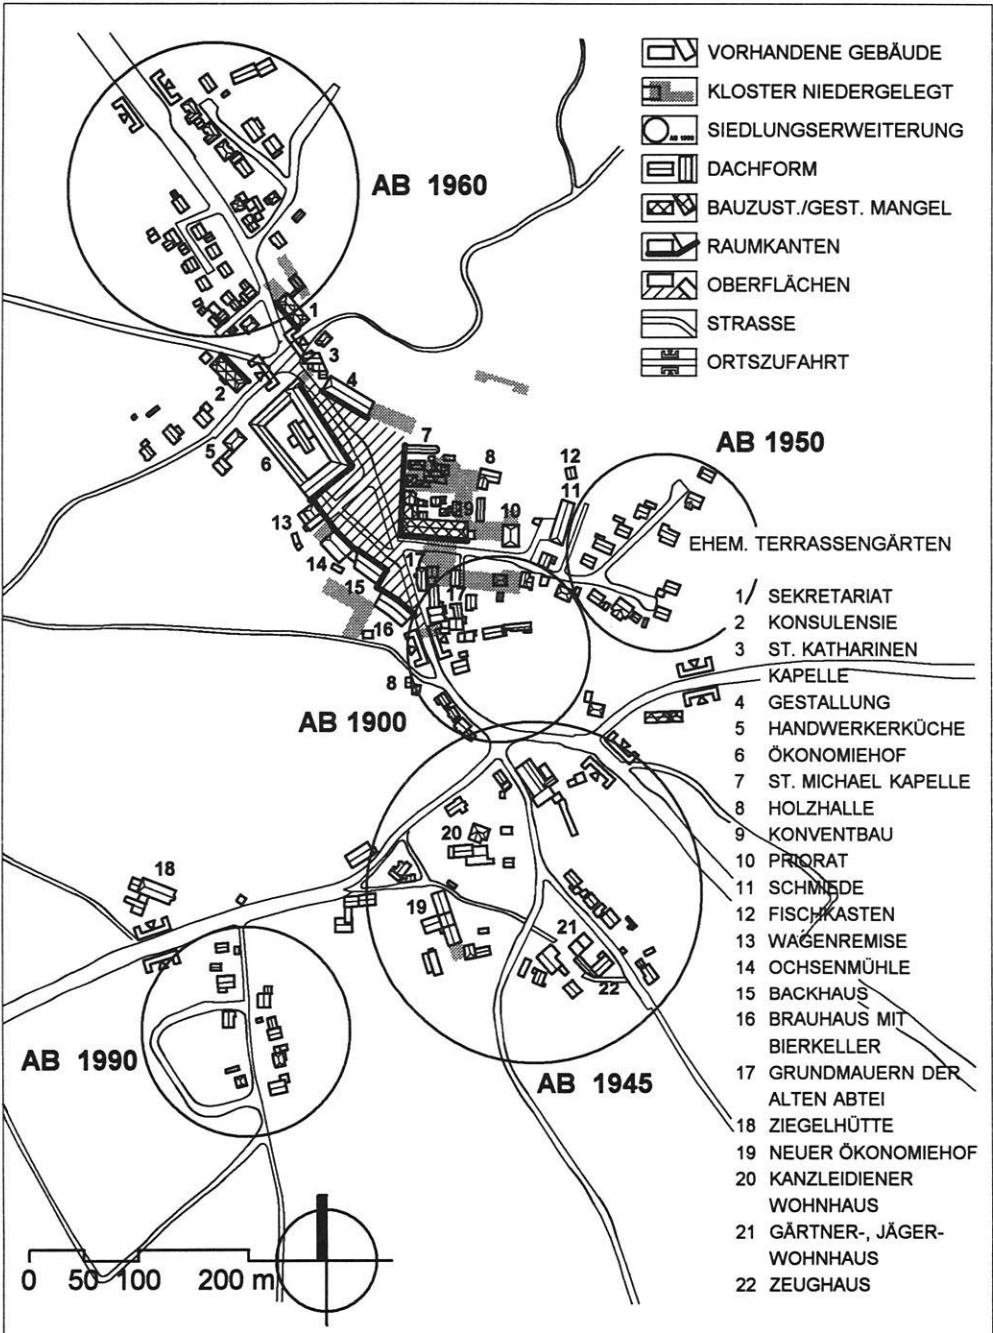 VORHANDENE GEBÄUDE
KLOSTER NIEDERGELEGT
SIEDLUNGSERWEITERUNG
DACHFORM
BAUZUST./GEST. MANGEL
RAUMKANTEN
OBERFLÄCHEN
STRASSE
ORTSZUFAHRT
AB 1960
1
3
2
4
5
6
7
8
9
10
12
11
13
14
15
16
17
17
8
AB 1950
EHEM. TERRASSENGÄRTEN
AB 1900
20
18
19
21
22
AB 1990
AB 1945
1 SEKRETARIAT
2 KONSULENSIE
3 ST. KATHARINEN
KAPELLE
4 GESTALLUNG
5 HANDWERKERKÜCHE
6 ÖKONOMIEHOF
7 ST. MICHAEL KAPELLE
8 HOLZHALLE
9 KONVENTBAU
10 PRIORAT
11 SCHMIEDE
12 FISCHKASTEN
13 WAGENREMISE
14 OCHSENMÜHLE
15 BACKHAUS
16 BRAUHAUS MIT
BIERKELLER
17 GRUNDMAUERN DER
ALTEN ABTEI
18 ZIEGELHÜTTE
19 NEUER ÖKONOMIEHOF
20 KANZLEIDIENER
WOHNHAUS
21 GÄRTNER-, JÄGER-
WOHNHAUS
22 ZEUGHAUS
0 50 100 200 m